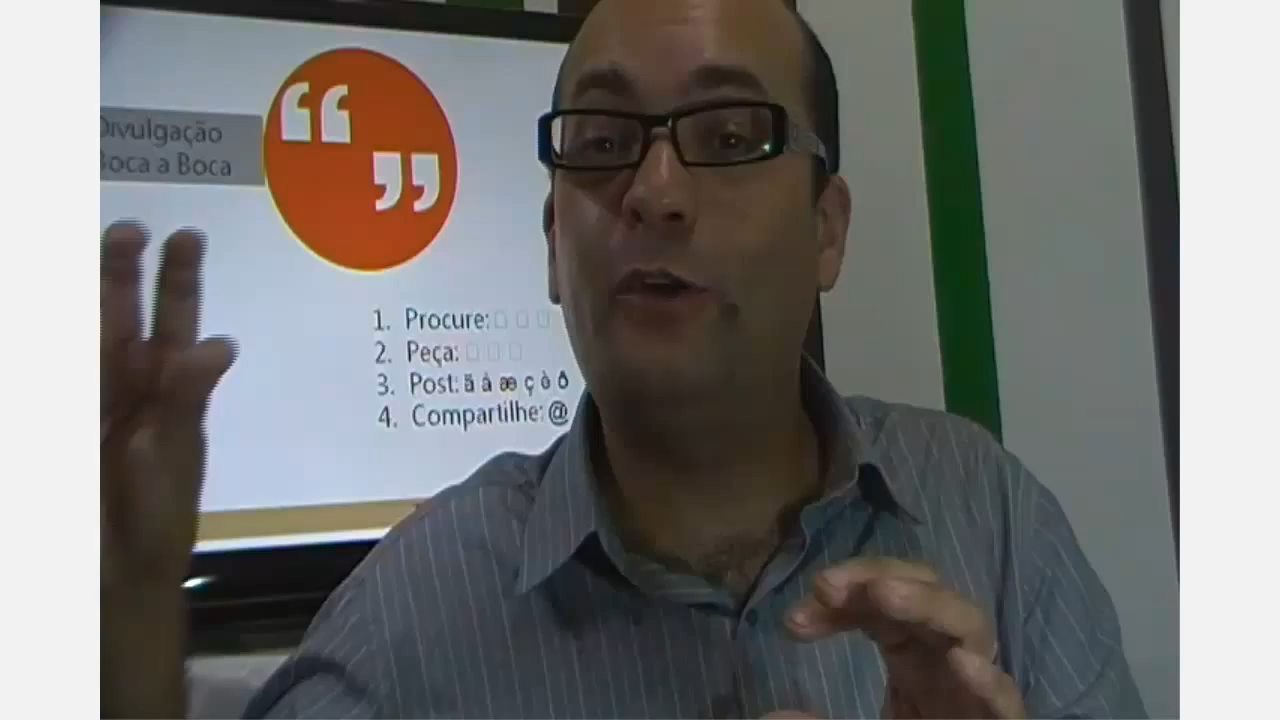 Divulgação
Boca a Boca
“ ”
1. Procure:
2. Peça:
3. Post: ã à æ ç ò ð
4. Compartilhe: @